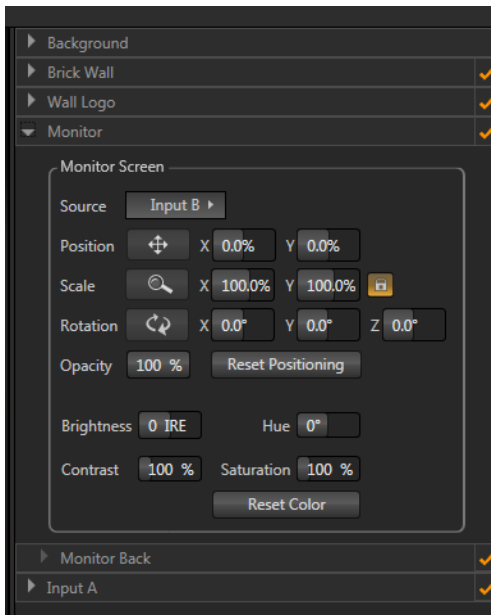 Background
Brick Wall
Wall Logo
Monitor
Monitor Screen
Source Input B
Position X 0.0% Y 0.0%
Scale X 100.0% Y 100.0%
Rotation X 0.0° Y 0.0° Z 0.0°
Opacity 100 % Reset Positioning
Brightness 0 IRE Hue 0°
Contrast 100 % Saturation 100 %
Reset Color
Monitor Back
Input A